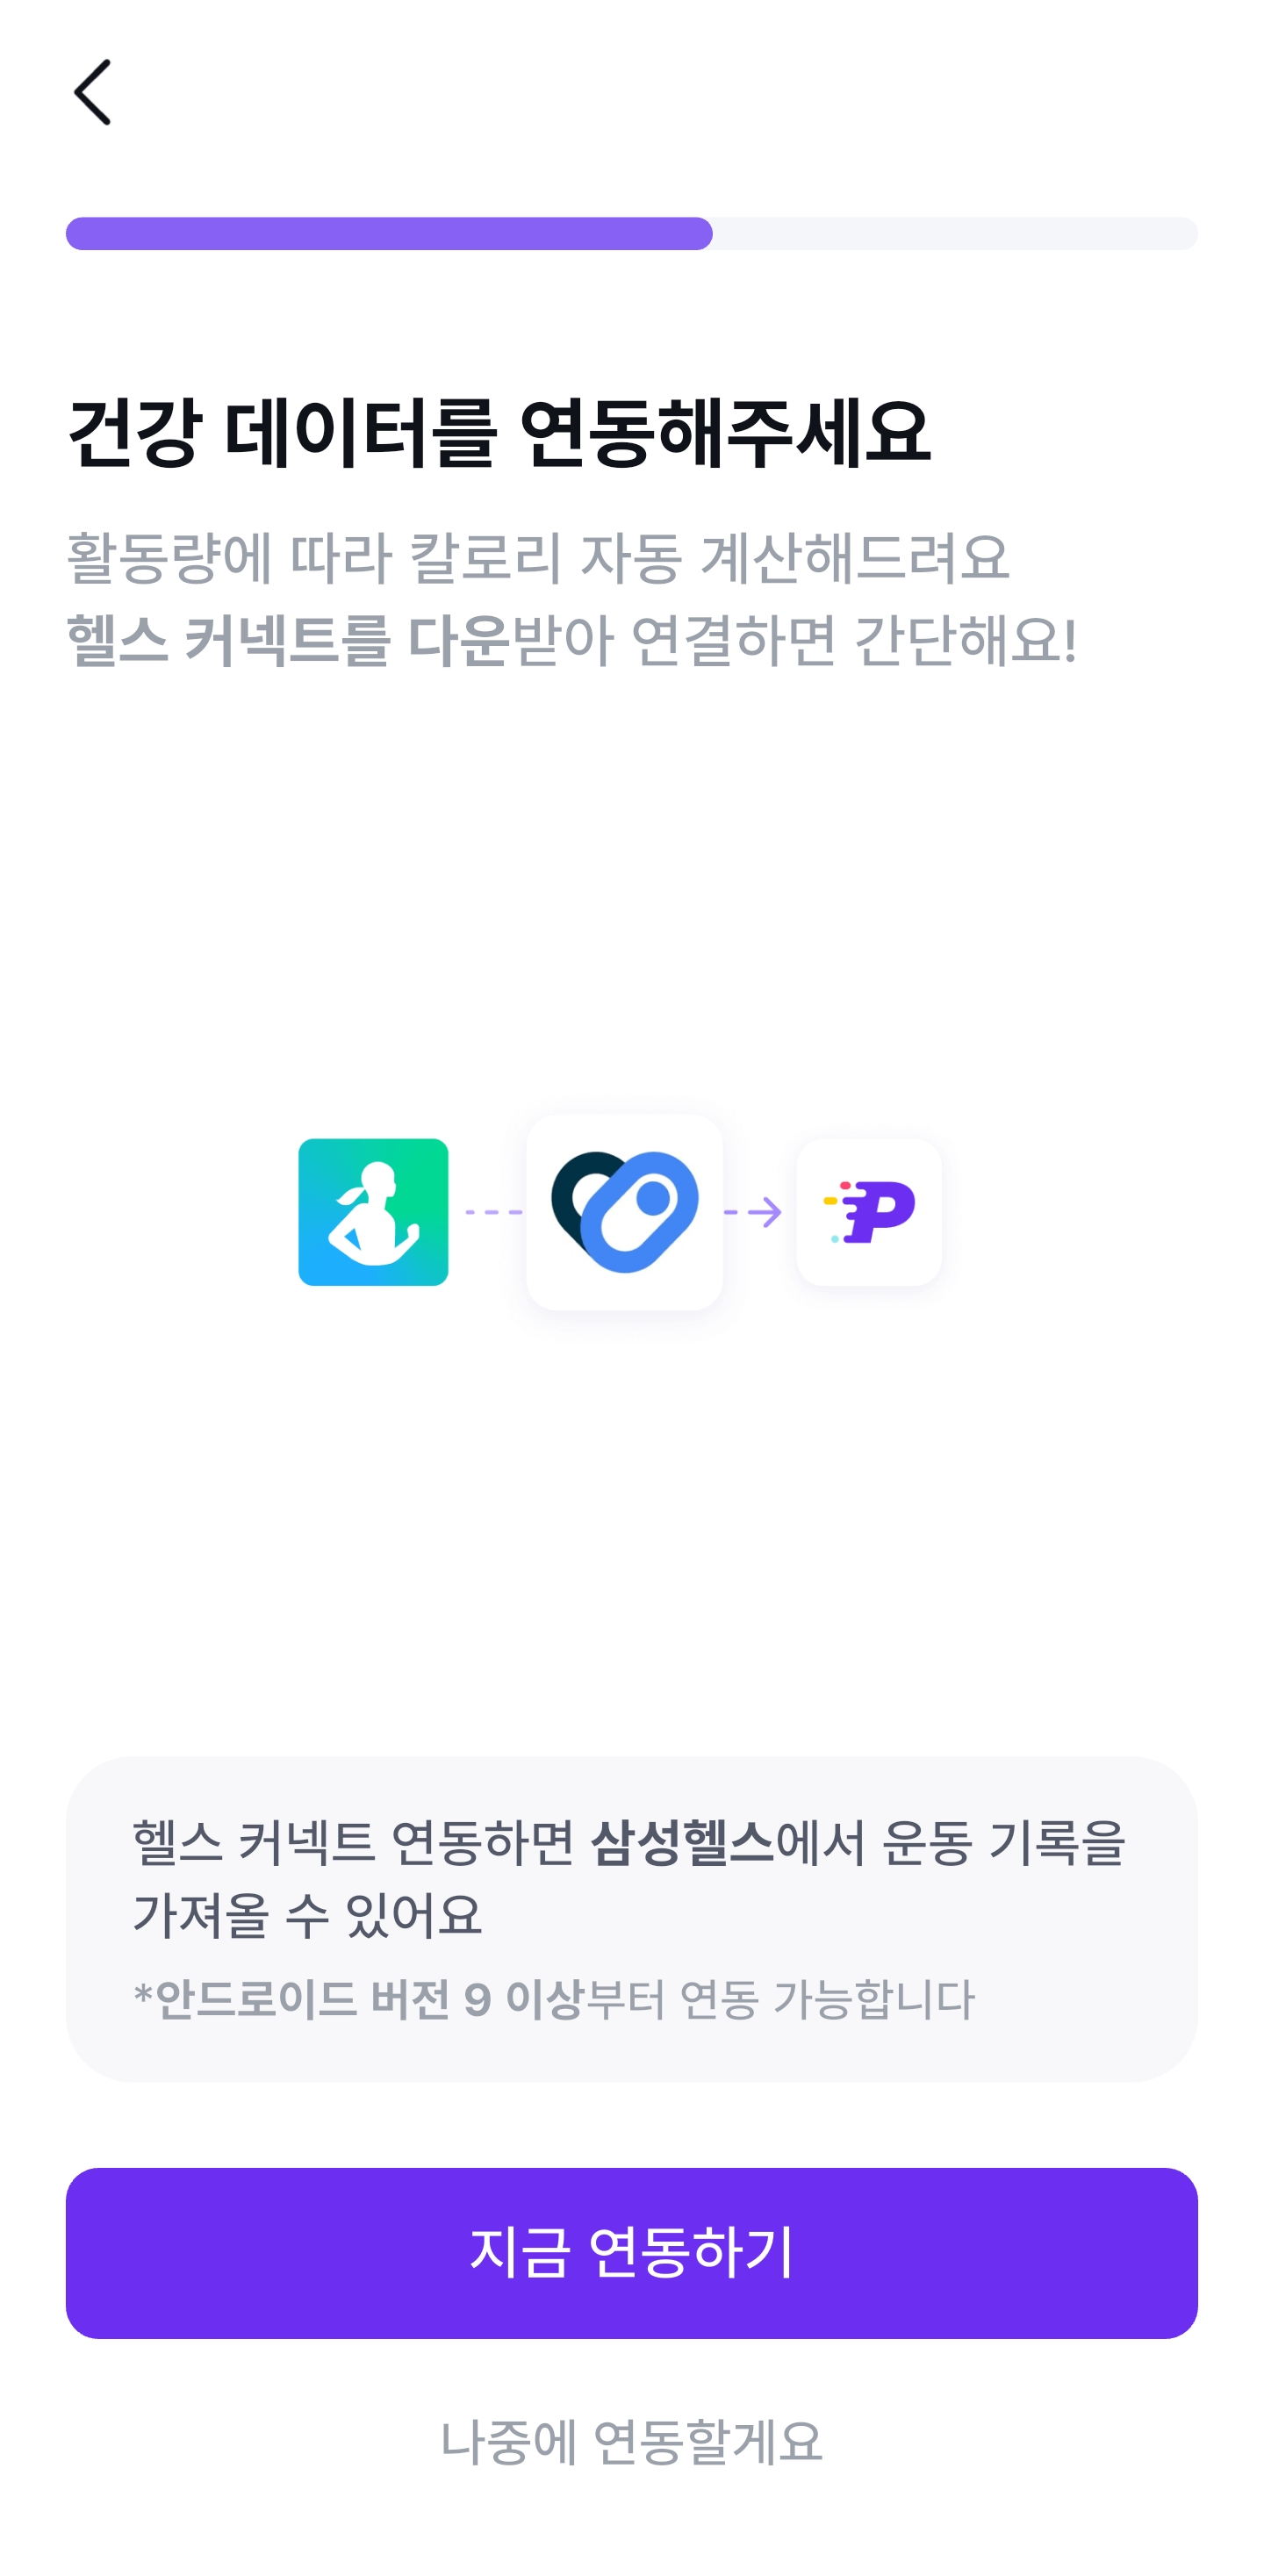 건강 데이터를 연동해주세요
활동량에 따라 칼로리 자동 계산해드려요
헬스 커넥트를 다운받아 연결하면 간단해요!
P
헬스 커넥트 연동하면 삼성헬스에서 운동 기록을
가져올 수 있어요
*안드로이드 버전 9 이상부터 연동 가능합니다
지금 연동하기
나중에 연동할게요